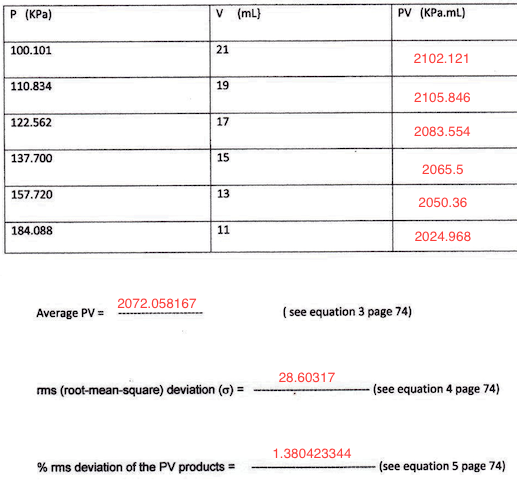 P (KPa) V (mL} PV (KPa.mL)
100.101 21 2102.121
110.834 19 2105.846
122.562 17 2083.554
137.700 15 2065.5
157.720 13 2050.36
184.088 11 2024.968
Average PV = 2072.058167 ( see equation 3 page 74)
rms (root-mean-square) deviation (σ) = 28.60317 (see equation 4 page 74)
% rms deviation of the PV products = 1.380423344 (see equation 5 page 74)